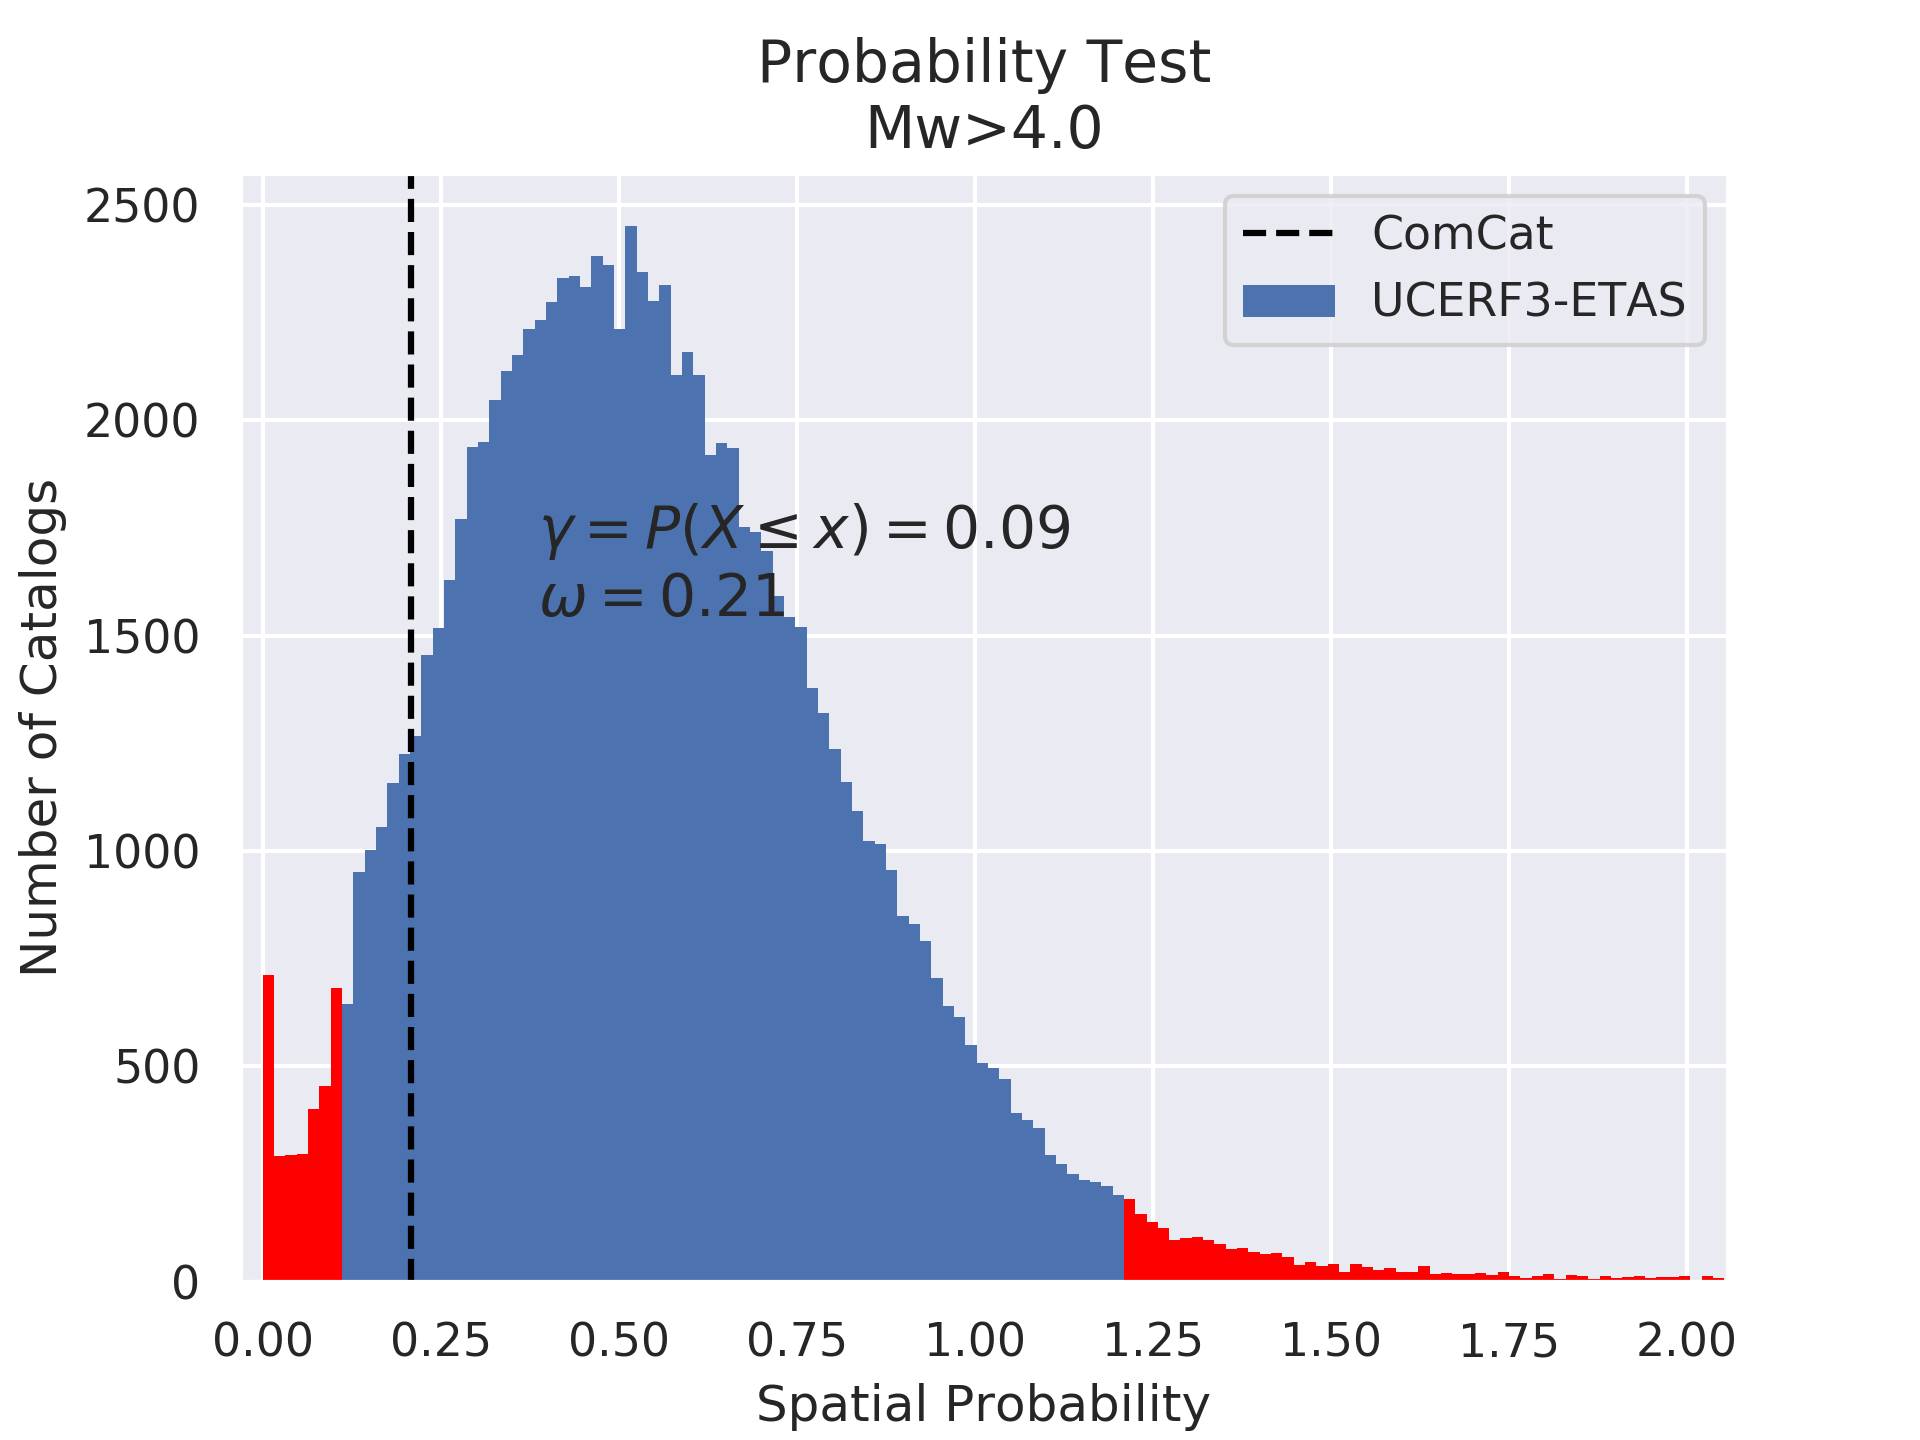 Probability Test
Mw>4.0
2500
2000
1500
1000
500
0
Number of Catalogs
ComCat
UCERF3-ETAS
γ = P(X ≤ x) = 0.09
ω = 0.21
0.00 0.25 0.50 0.75 1.00 1.25 1.50 1.75 2.00
Spatial Probability